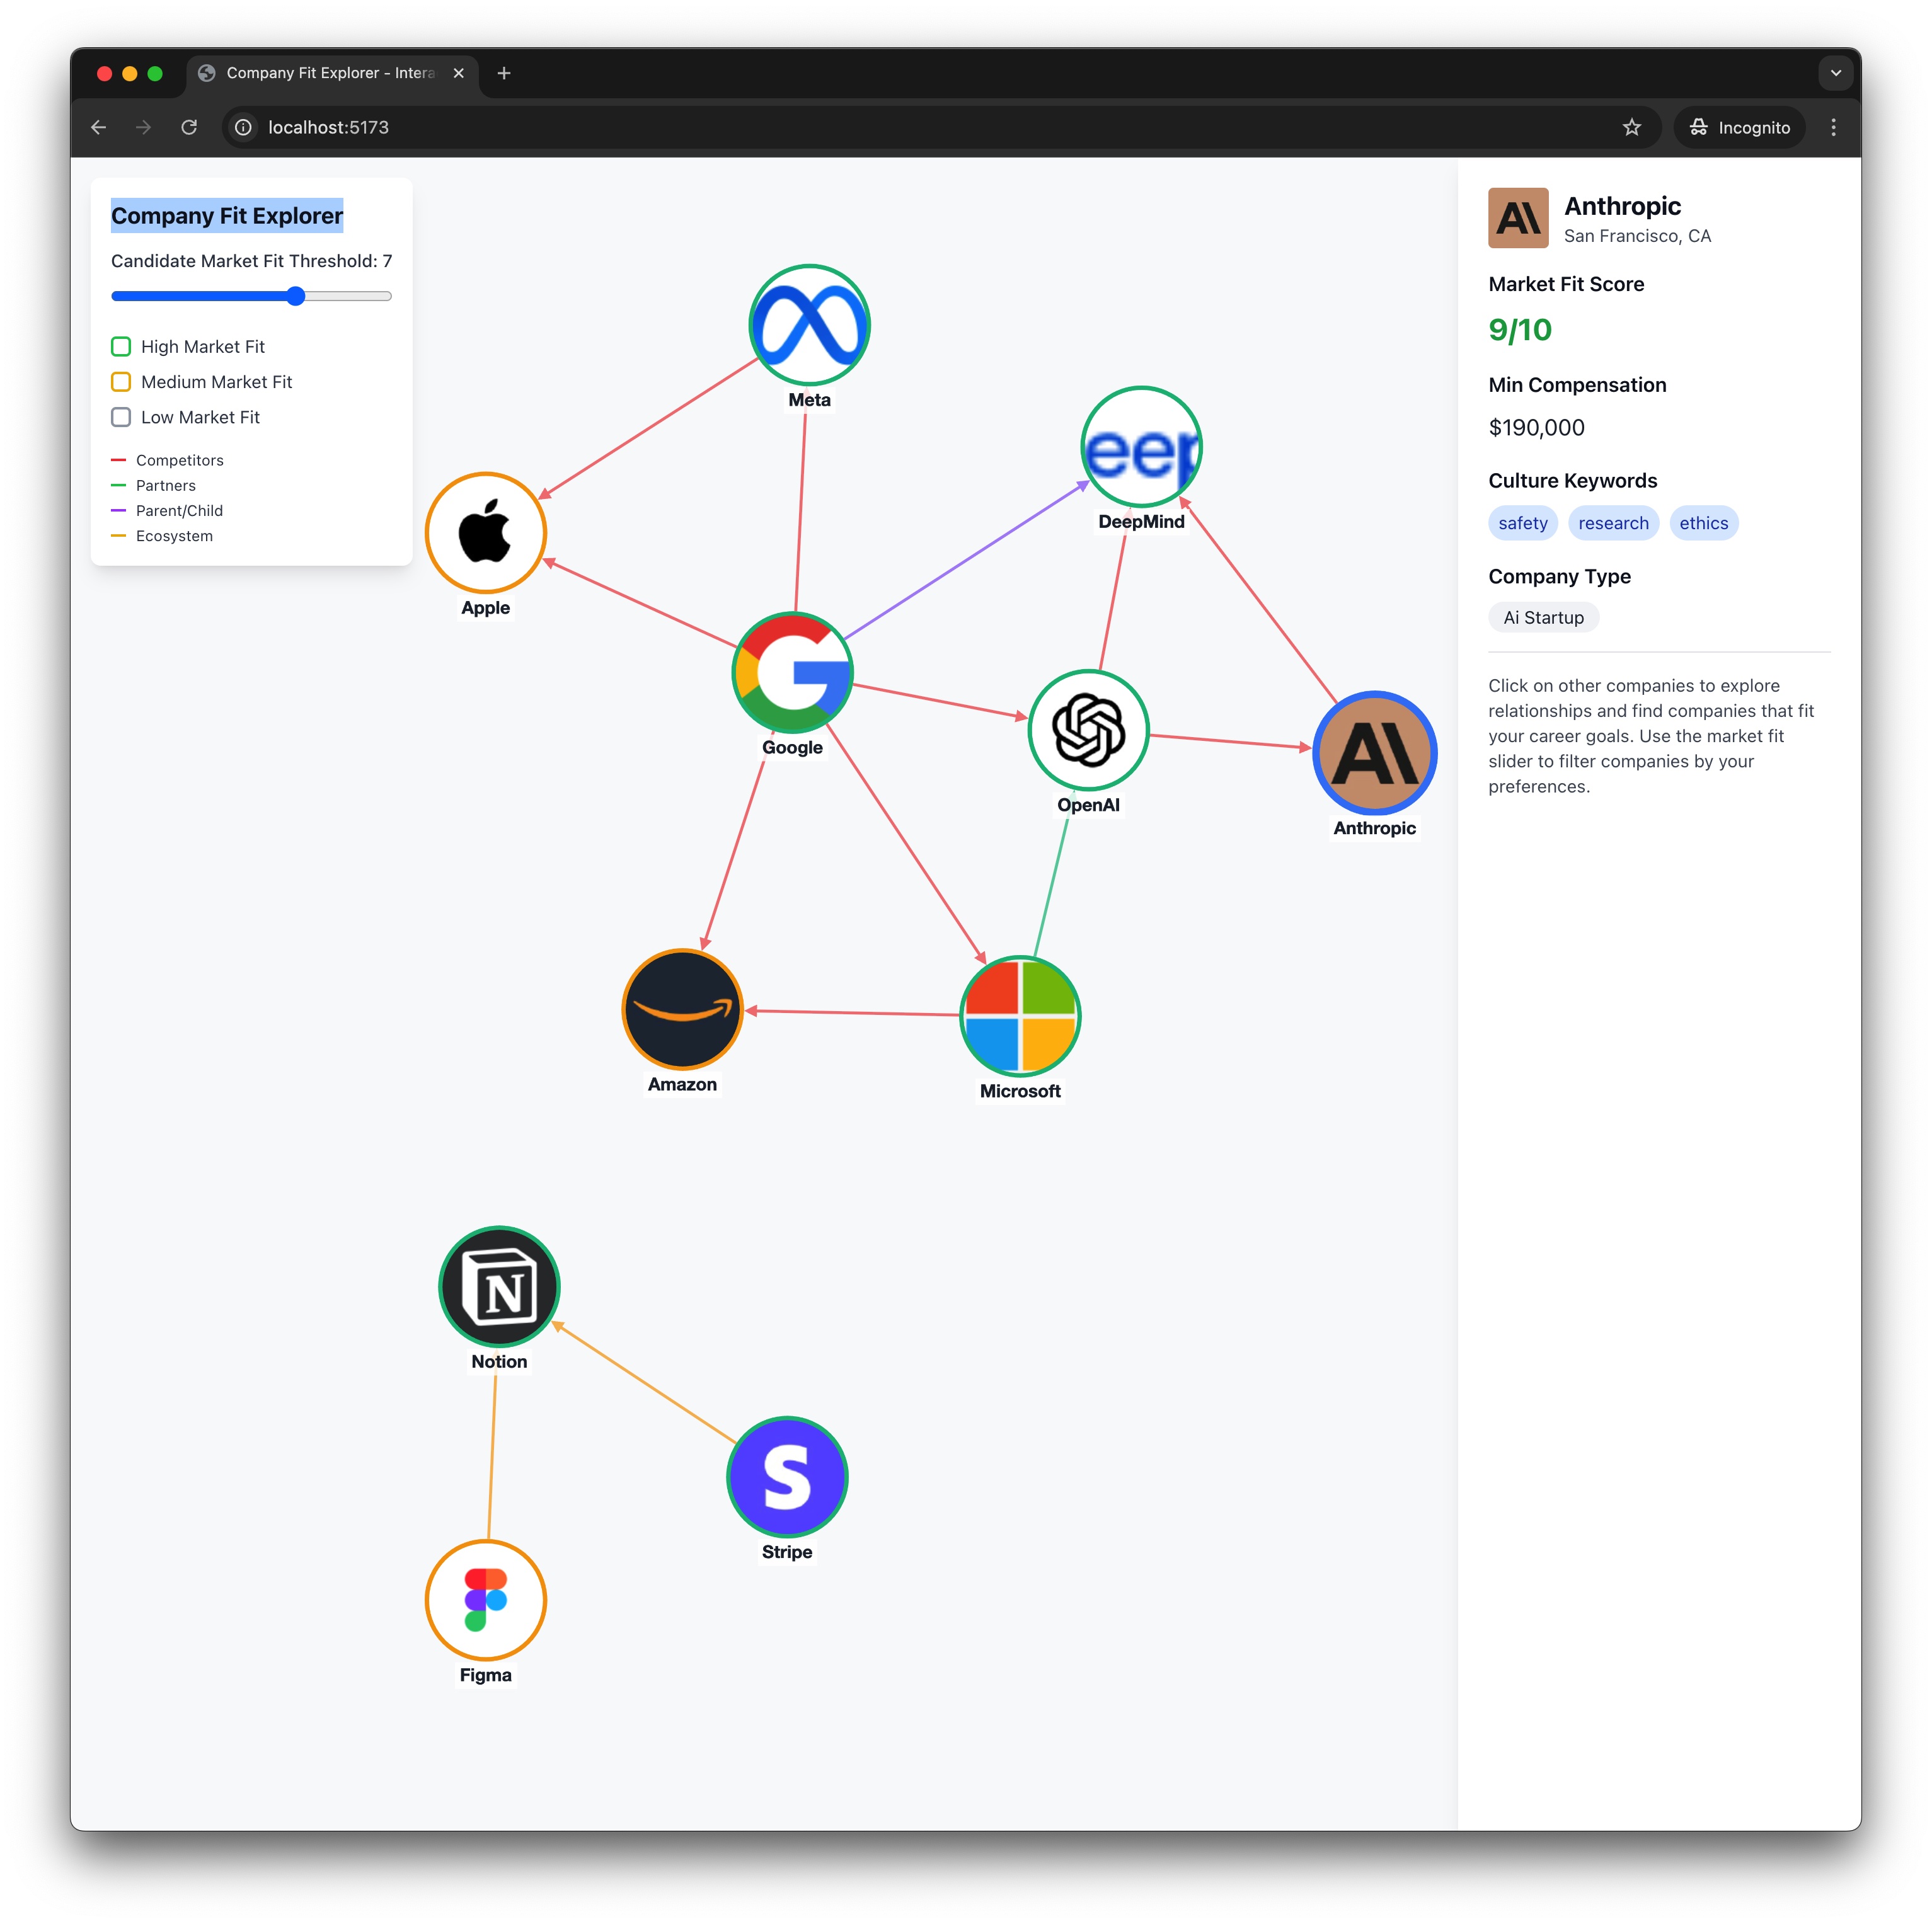 Company Fit Explorer - Intera
localhost:5173
Incognito
Company Fit Explorer
Candidate Market Fit Threshold: 7
High Market Fit
Medium Market Fit
Low Market Fit
Competitors
Partners
Parent/Child
Ecosystem
Meta
eep
DeepMind
Apple
Google
OpenAI
Anthropic
Amazon
Microsoft
N
Notion
S
Stripe
Figma
Anthropic
San Francisco, CA
Market Fit Score
9/10
Min Compensation
$190,000
Culture Keywords
safety research ethics
Company Type
Ai Startup
Click on other companies to explore
relationships and find companies that fit
your career goals. Use the market fit
slider to filter companies by your
preferences.